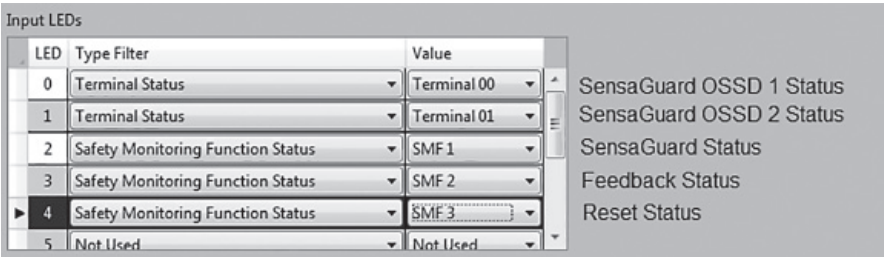 Input LEDs
LED Type Filter Value
0 Terminal Status Terminal 00 SensaGuard OSSD 1 Status
1 Terminal Status Terminal 01 SensaGuard OSSD 2 Status
2 Safety Monitoring Function Status SMF 1 SensaGuard Status
3 Safety Monitoring Function Status SMF 2 Feedback Status
4 Safety Monitoring Function Status SMF 3 Reset Status
5 Not Used Not Used